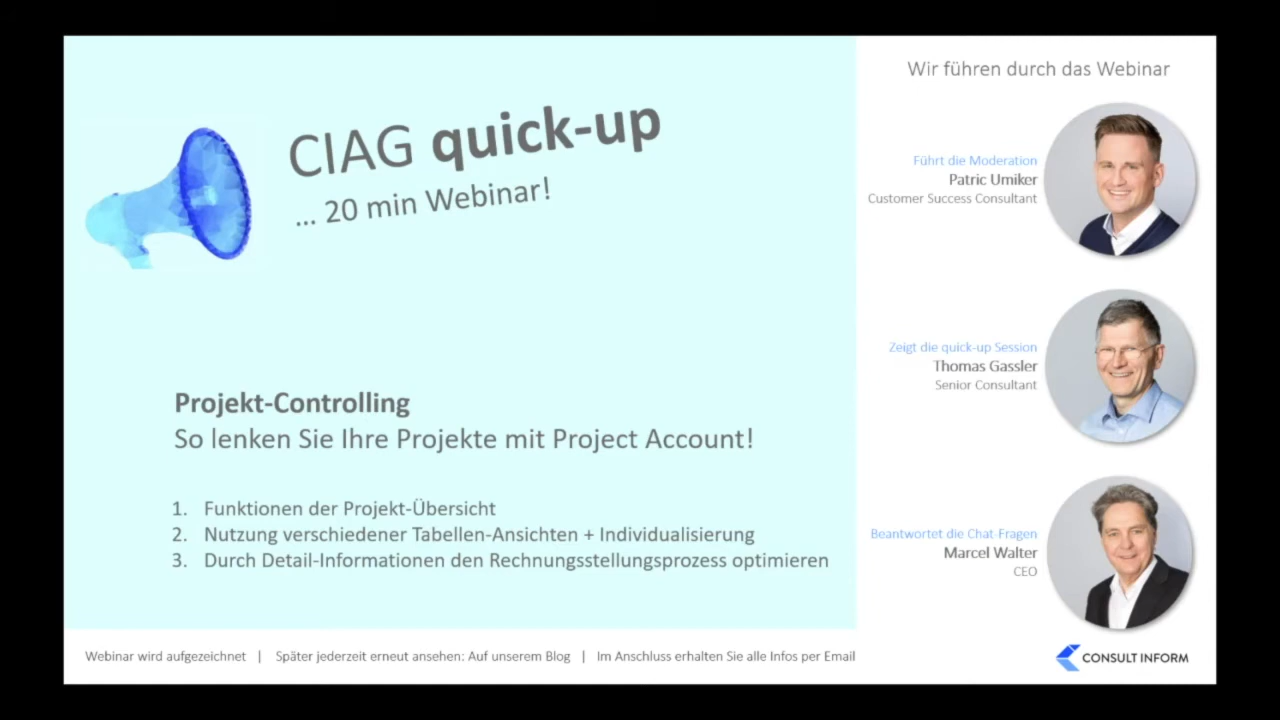 CIAG quick-up
... 20 min Webinar!
Projekt-Controlling
So lenken Sie Ihre Projekte mit Project Account!
1. Funktionen der Projekt-Übersicht
2. Nutzung verschiedener Tabellen-Ansichten + Individualisierung
3. Durch Detail-Informationen den Rechnungsstellungsprozess optimieren
Wir führen durch das Webinar
Führt die Moderation
Patric Umiker
Customer Success Consultant
Zeigt die quick-up Session
Thomas Gassler
Senior Consultant
Beantwortet die Chat-Fragen
Marcel Walter
CEO
Webinar wird aufgezeichnet | Später jederzeit erneut ansehen: Auf unserem Blog | Im Anschluss erhalten Sie alle Infos per Email
CONSULT INFORM